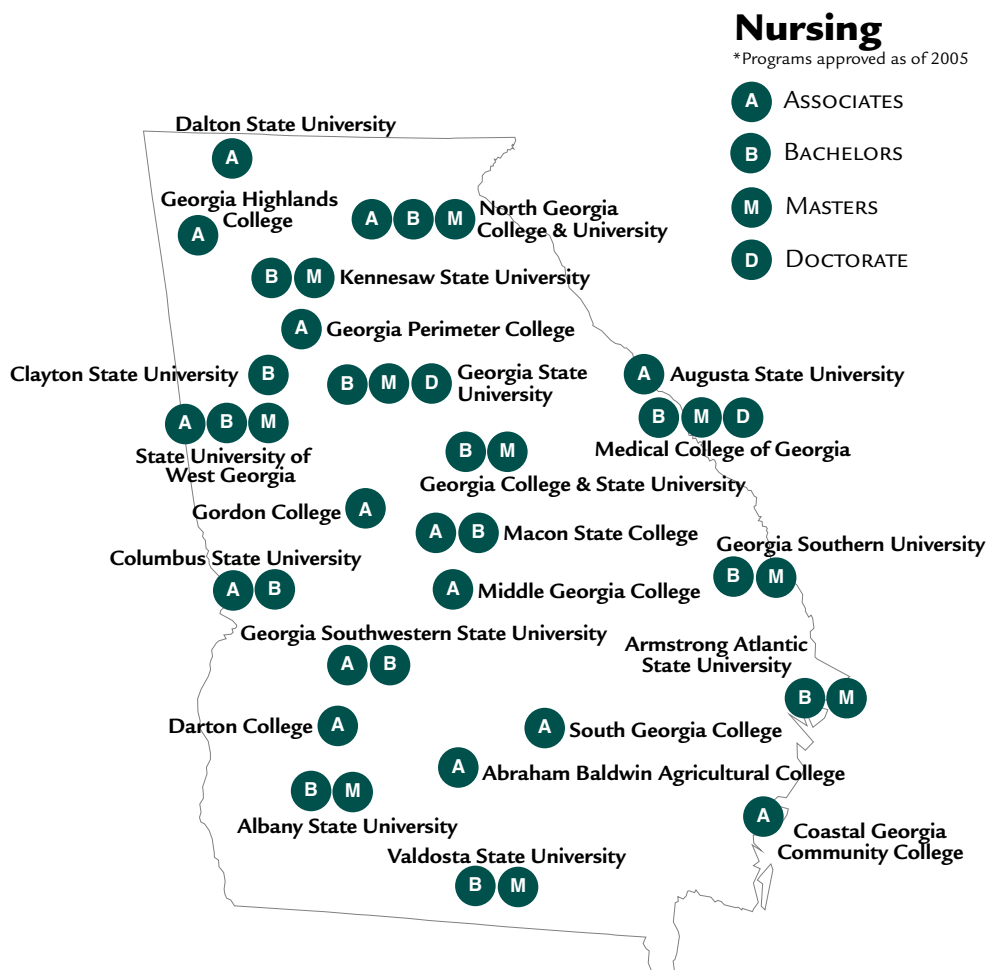 Nursing
*Programs approved as of 2005
A Associates
B Bachelors
M Masters
D Doctorate
Dalton State University
A
Georgia Highlands
College
A
A B M North Georgia
College & University
B M Kennesaw State University
A Georgia Perimeter College
Clayton State University B
B M D Georgia State
University
A Augusta State University
B M D
Medical College of Georgia
A B M
State University of
West Georgia
B M
Georgia College & State University
Gordon College A
A B Macon State College
Georgia Southern University
B M
Columbus State University
A B
A Middle Georgia College
Georgia Southwestern State University
A B
Armstrong Atlantic
State University
B M
Darton College A
A South Georgia College
A Abraham Baldwin Agricultural College
B M
Albany State University
A
Coastal Georgia
Community College
Valdosta State University
B M